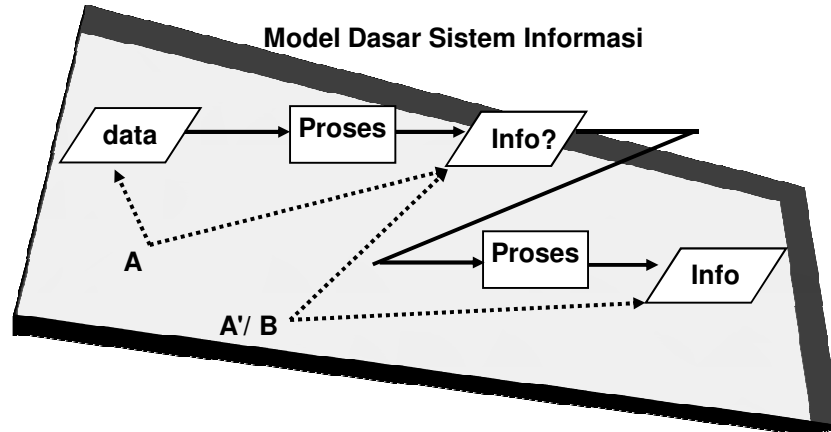 Model Dasar Sistem Informasi
data
Proses
Info?
A
Proses
Info
A'/ B